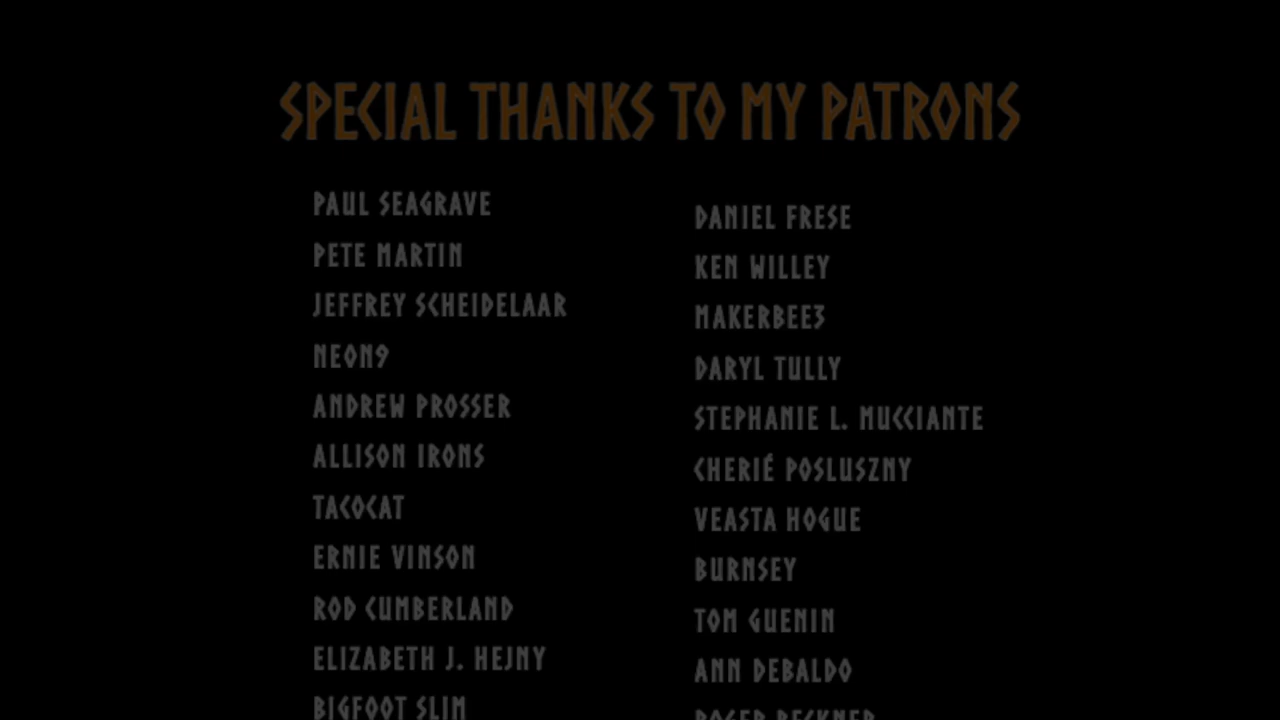 SPECIAL THANKS TO MY PATRONS
PAUL SEAGRAVE
PETE MARTIN
JEFFREY SCHEIDELAAR
NEON9
ANDREW PROSSER
ALLISON IRONS
TACOCAT
ERNIE VINSON
ROD CUMBERLAND
ELIZABETH J. HEJNY
BIGFOOT SLIM
DANIEL FRESE
KEN WILLEY
MAKERBEE3
DARYL TULLY
STEPHANIE L. MUCCIANTE
CHERIÉ POSLUSZNY
VEASTA HOGUE
BURNSEY
TOM GUENIN
ANN DEBALDO
ROGER